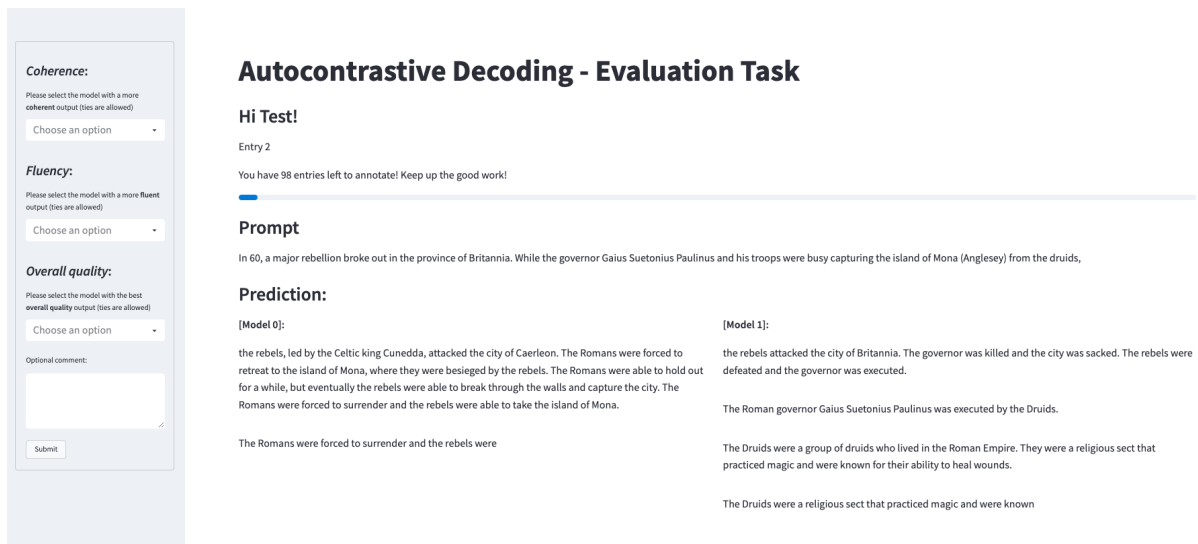 Coherence:
Please select the model with a more
coherent output (ties are allowed)
Choose an option
Fluency:
Please select the model with a more fluent
output (ties are allowed)
Choose an option
Overall quality:
Please select the model with the best
overall quality output (ties are allowed)
Choose an option
Optional comment:
Submit
Autocontrastive Decoding - Evaluation Task
Hi Test!
Entry 2
You have 98 entries left to annotate! Keep up the good work!
Prompt
In 60, a major rebellion broke out in the province of Britannia. While the governor Gaius Suetonius Paulinus and his troops were busy capturing the island of Mona (Anglesey) from the druids,
Prediction:
[Model 0]:
the rebels, led by the Celtic king Cunedda, attacked the city of Caerleon. The Romans were forced to
retreat to the island of Mona, where they were besieged by the rebels. The Romans were able to hold out
for a while, but eventually the rebels were able to break through the walls and capture the city. The
Romans were forced to surrender and the rebels were able to take the island of Mona.
The Romans were forced to surrender and the rebels were
[Model 1]:
the rebels attacked the city of Britannia. The governor was killed and the city was sacked. The rebels were
defeated and the governor was executed.
The Roman governor Gaius Suetonius Paulinus was executed by the Druids.
The Druids were a group of druids who lived in the Roman Empire. They were a religious sect that
practiced magic and were known for their ability to heal wounds.
The Druids were a religious sect that practiced magic and were known